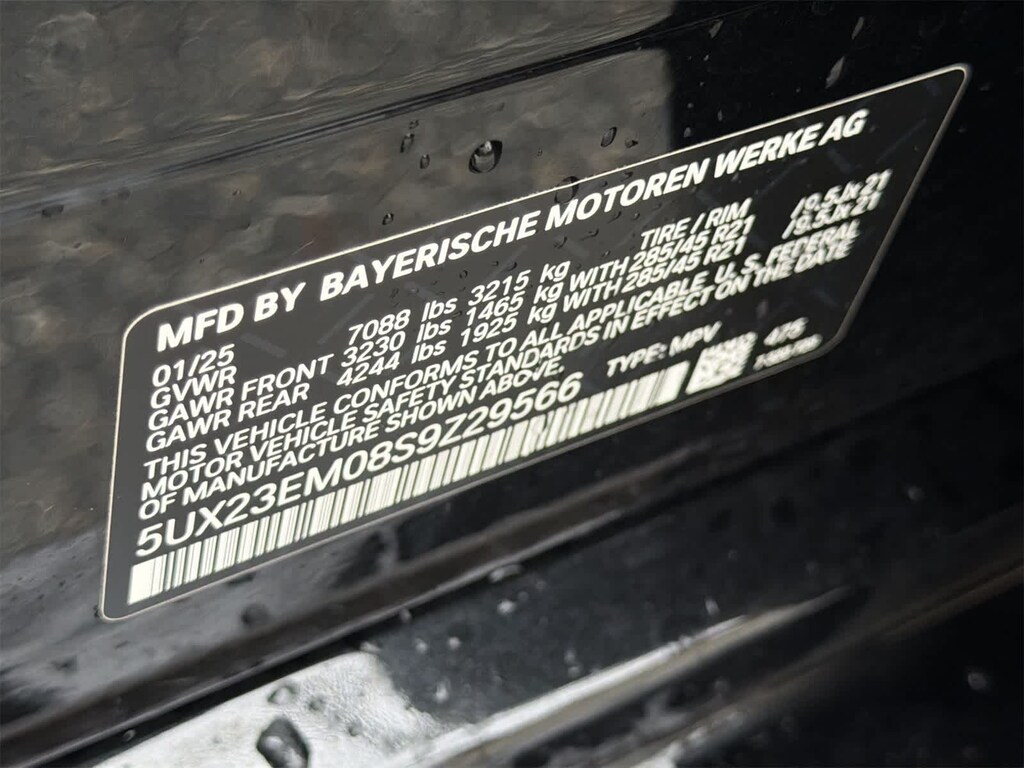 MFD BY BAYERISCHE MOTOREN WERKE AG
01/25 TIRE / RIM
GVWR 7088 lbs 3215 kg
GAWR FRONT 3230 lbs 1465 kg WITH 285/45 R21 /9.5Jx21
GAWR REAR 4244 lbs 1925 kg WITH 285/45 R21 /9.5Jx21
THIS VEHICLE CONFORMS TO ALL APPLICABLE U. S. FEDERAL
MOTOR VEHICLE SAFETY STANDARDS IN EFFECT ON THE DATE
OF MANUFACTURE SHOWN ABOVE.
5UX23EM08S9Z29566 TYPE: MPV 475